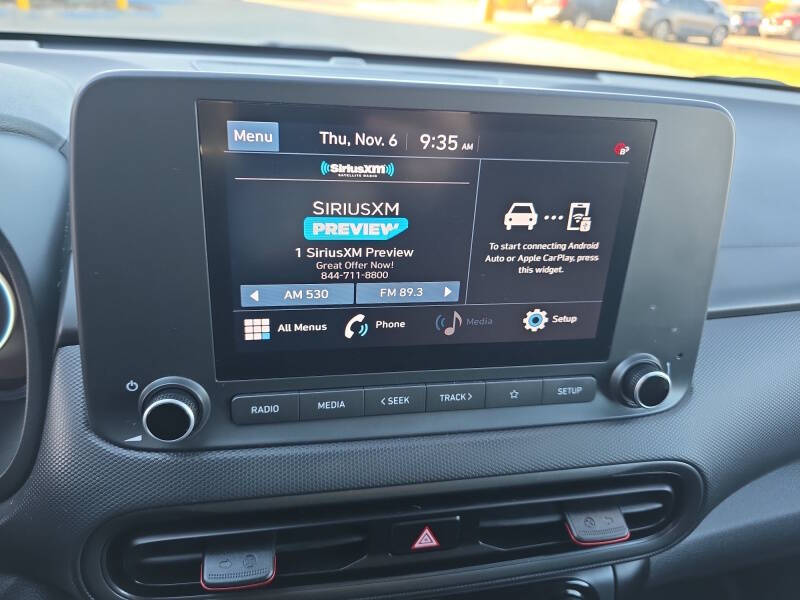 Menu
Thu, Nov. 6
9:35 AM
SiriusXM
SATELLITE RADIO
SIRIUSXM
PREVIEW
1 SiriusXM Preview
Great Offer Now!
844-711-8800
AM 530
FM 89.3
To start connecting Android
Auto or Apple CarPlay, press
this widget.
All Menus
Phone
Media
Setup
RADIO
MEDIA
< SEEK
TRACK >
SETUP